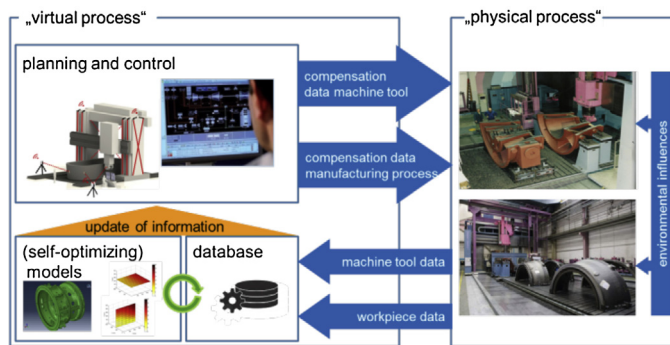 „virtual process“
„physical process“
planning and control
compensation
data machine tool
compensation data
manufacturing process
environmental influences
update of information
(self-optimizing)
models
database
machine tool data
workpiece data